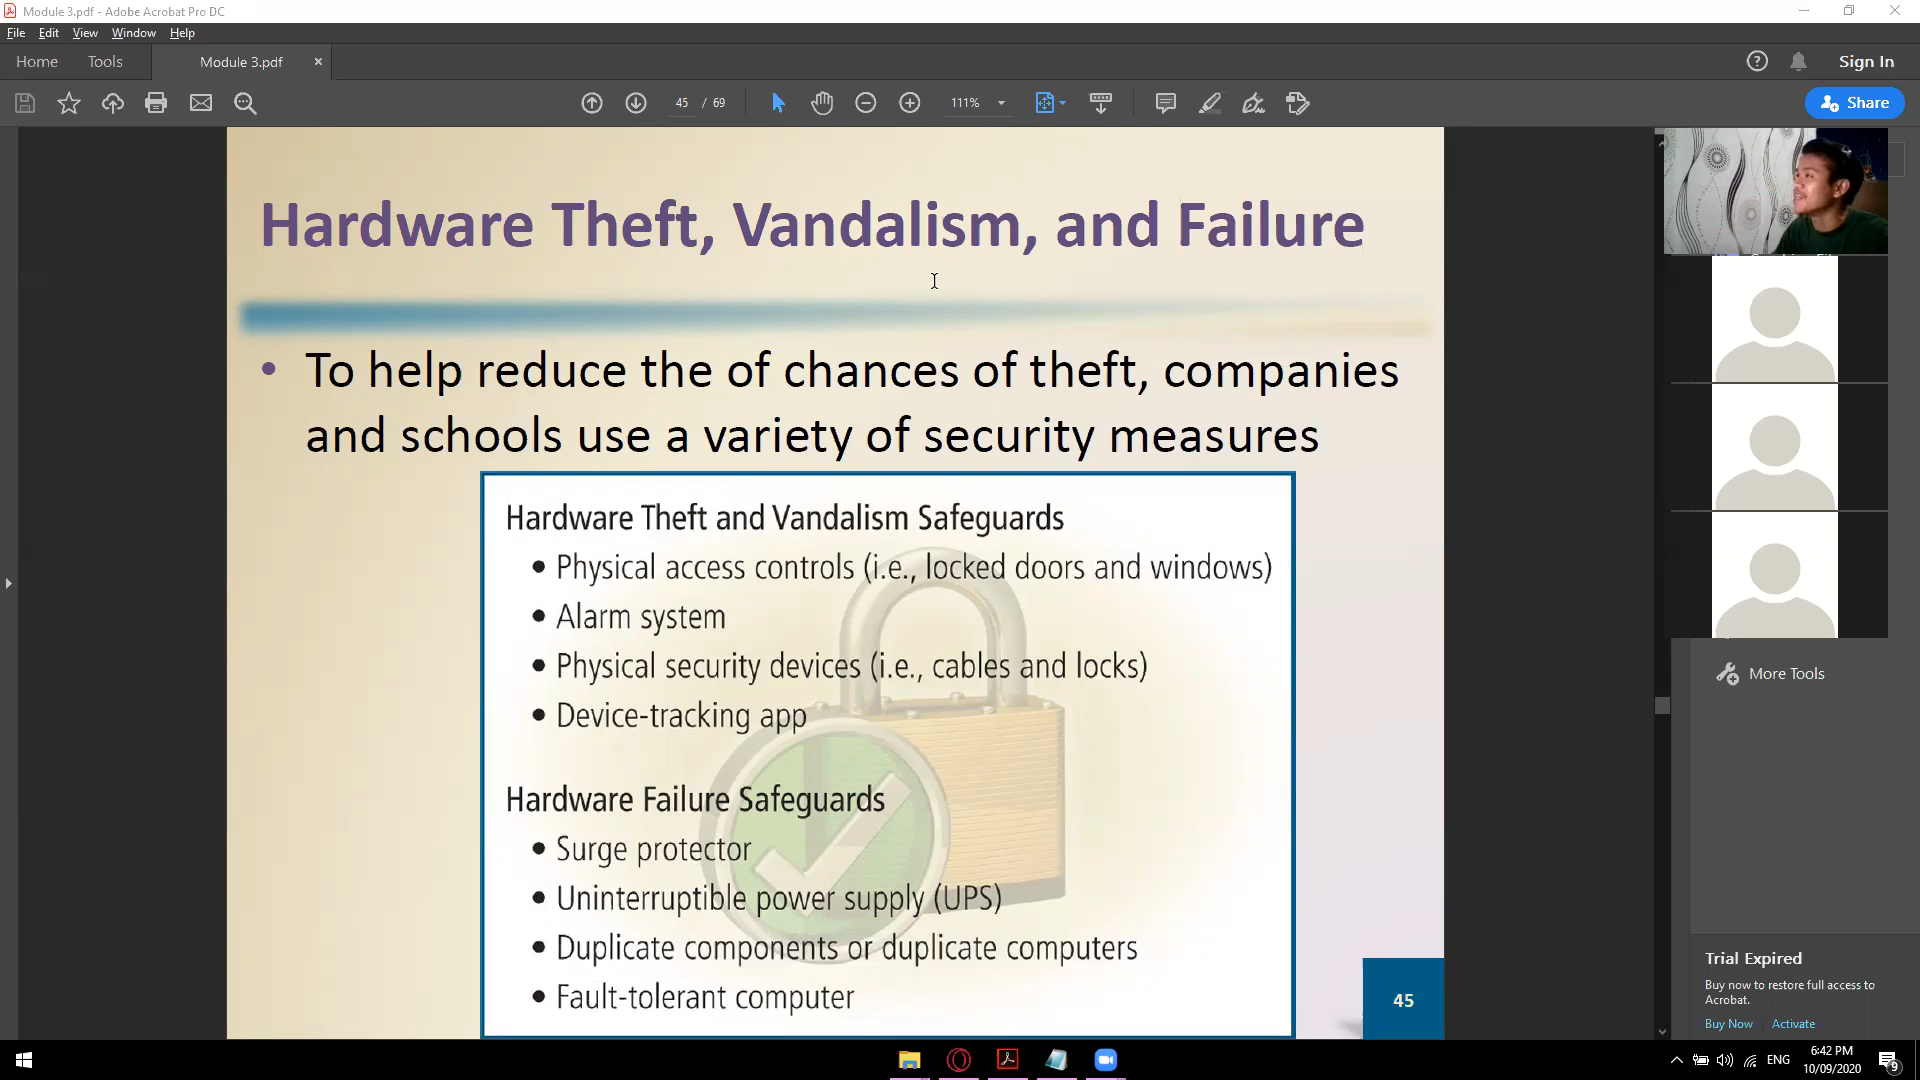 Module 3.pdf - Adobe Acrobat Pro DC
File Edit View Window Help
Home Tools Module 3.pdf × Sign In
45 / 69 111% Share
Hardware Theft, Vandalism, and Failure
• To help reduce the of chances of theft, companies
and schools use a variety of security measures
Hardware Theft and Vandalism Safeguards
• Physical access controls (i.e., locked doors and windows)
• Alarm system
• Physical security devices (i.e., cables and locks)
• Device-tracking app
Hardware Failure Safeguards
• Surge protector
• Uninterruptible power supply (UPS)
• Duplicate components or duplicate computers
• Fault-tolerant computer
45
More Tools
Trial Expired
Buy now to restore full access to
Acrobat.
Buy Now Activate
ENG
6:42 PM
10/09/2020
9